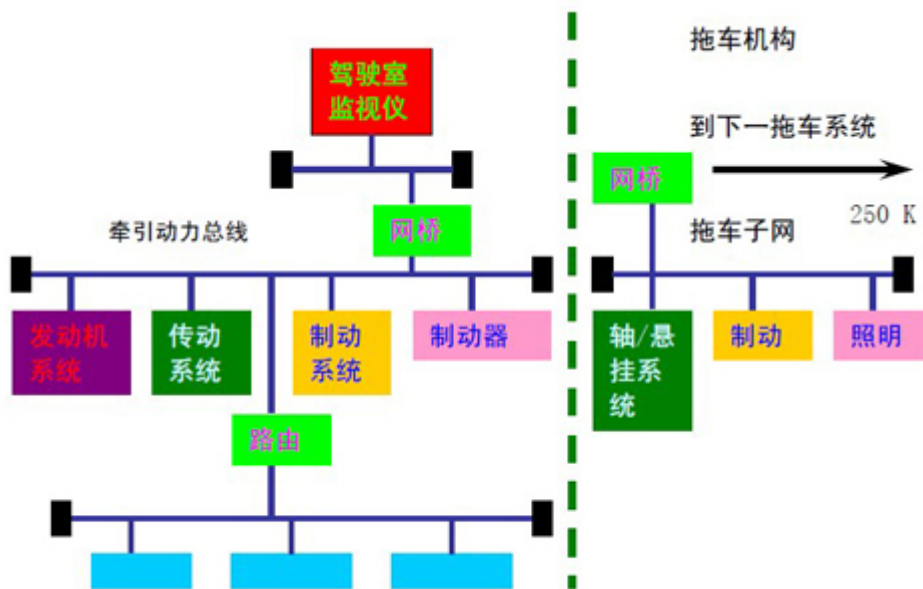 拖车机构
驾驶室
监视仪
到下一拖车系统
网桥
250 K
牵引动力总线
网桥
拖车子网
发动机
系统
传动
系统
制动
系统
制动器
轴/悬
挂系
统
制动
照明
路由